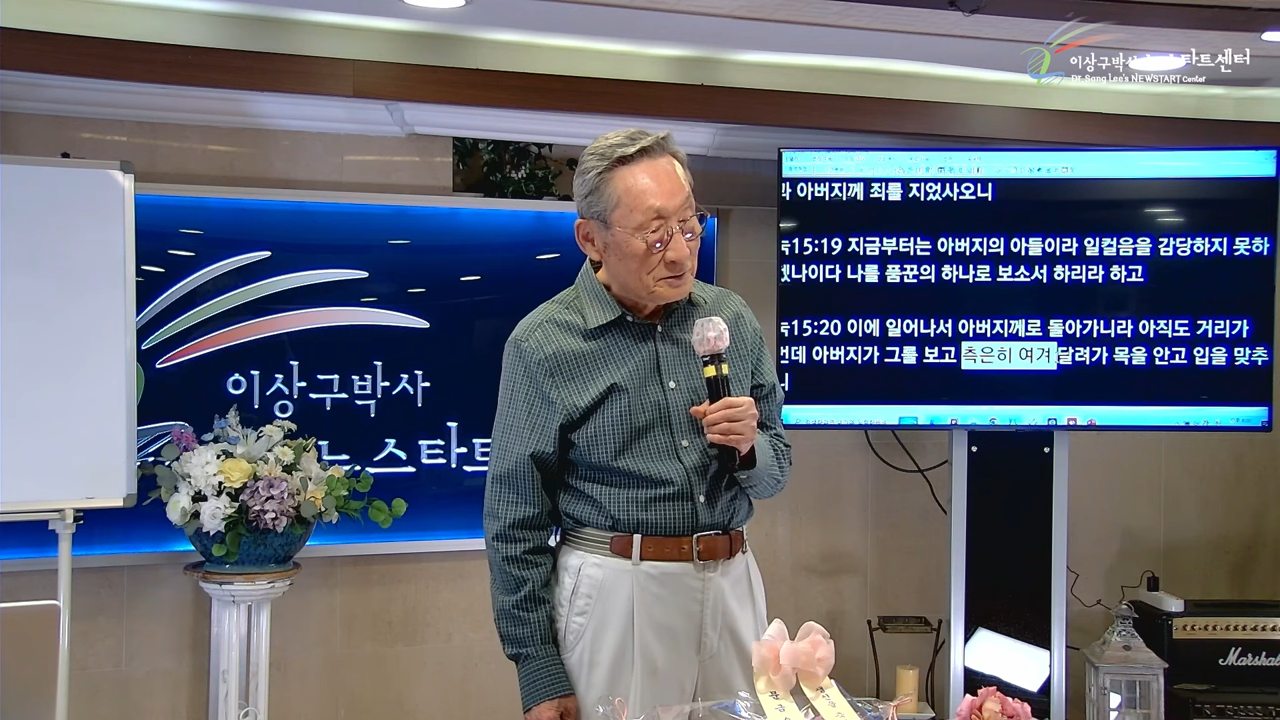 이상구박사 타트센터
Dr. Sang Lee's NEWSTART Center
아버지께 죄를 지었사오니
15:19 지금부터는 아버지의 아들이라 일컬음을 감당하지 못하
나이다 나를 품꾼의 하나로 보소서 하리라 하고
15:20 이에 일어나서 아버지께로 돌아가니라 아직도 거리가
먼데 아버지가 그를 보고 측은히 여겨 달려가 목을 안고 입을 맞추
이상구박사
뉴스타트
Marshall